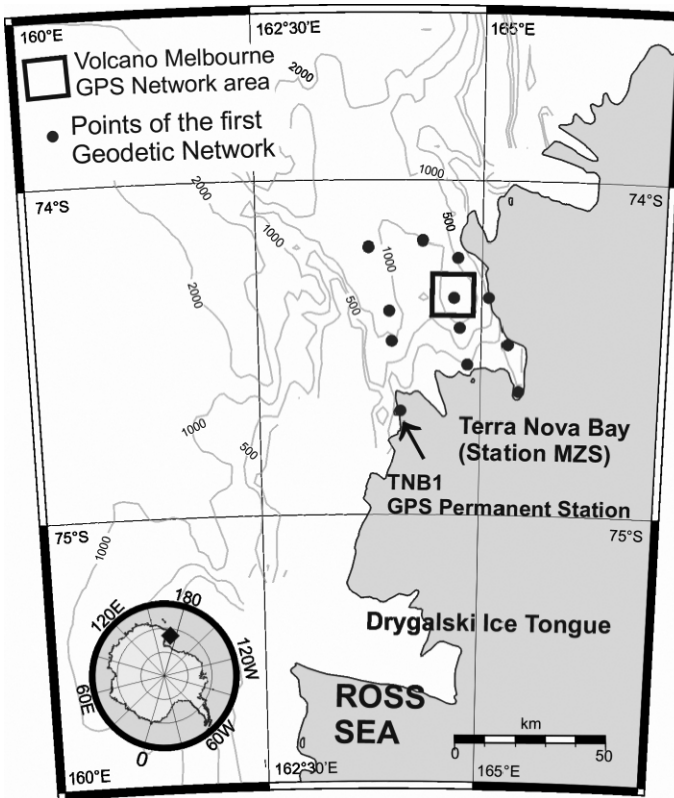 160°E
162°30'E
165°E
Volcano Melbourne
GPS Network area
Points of the first
Geodetic Network
2000
2000
1000
500
74°S
74°S
2000
1000
1000
500
2000
1000
500
Terra Nova Bay
(Station MZS)
TNB1
GPS Permanent Station
75°S
75°S
1000
Drygalski Ice Tongue
180
120E
120W
60E
60W
0
ROSS
SEA
km
0
50
160°E
162°30'E
165°E